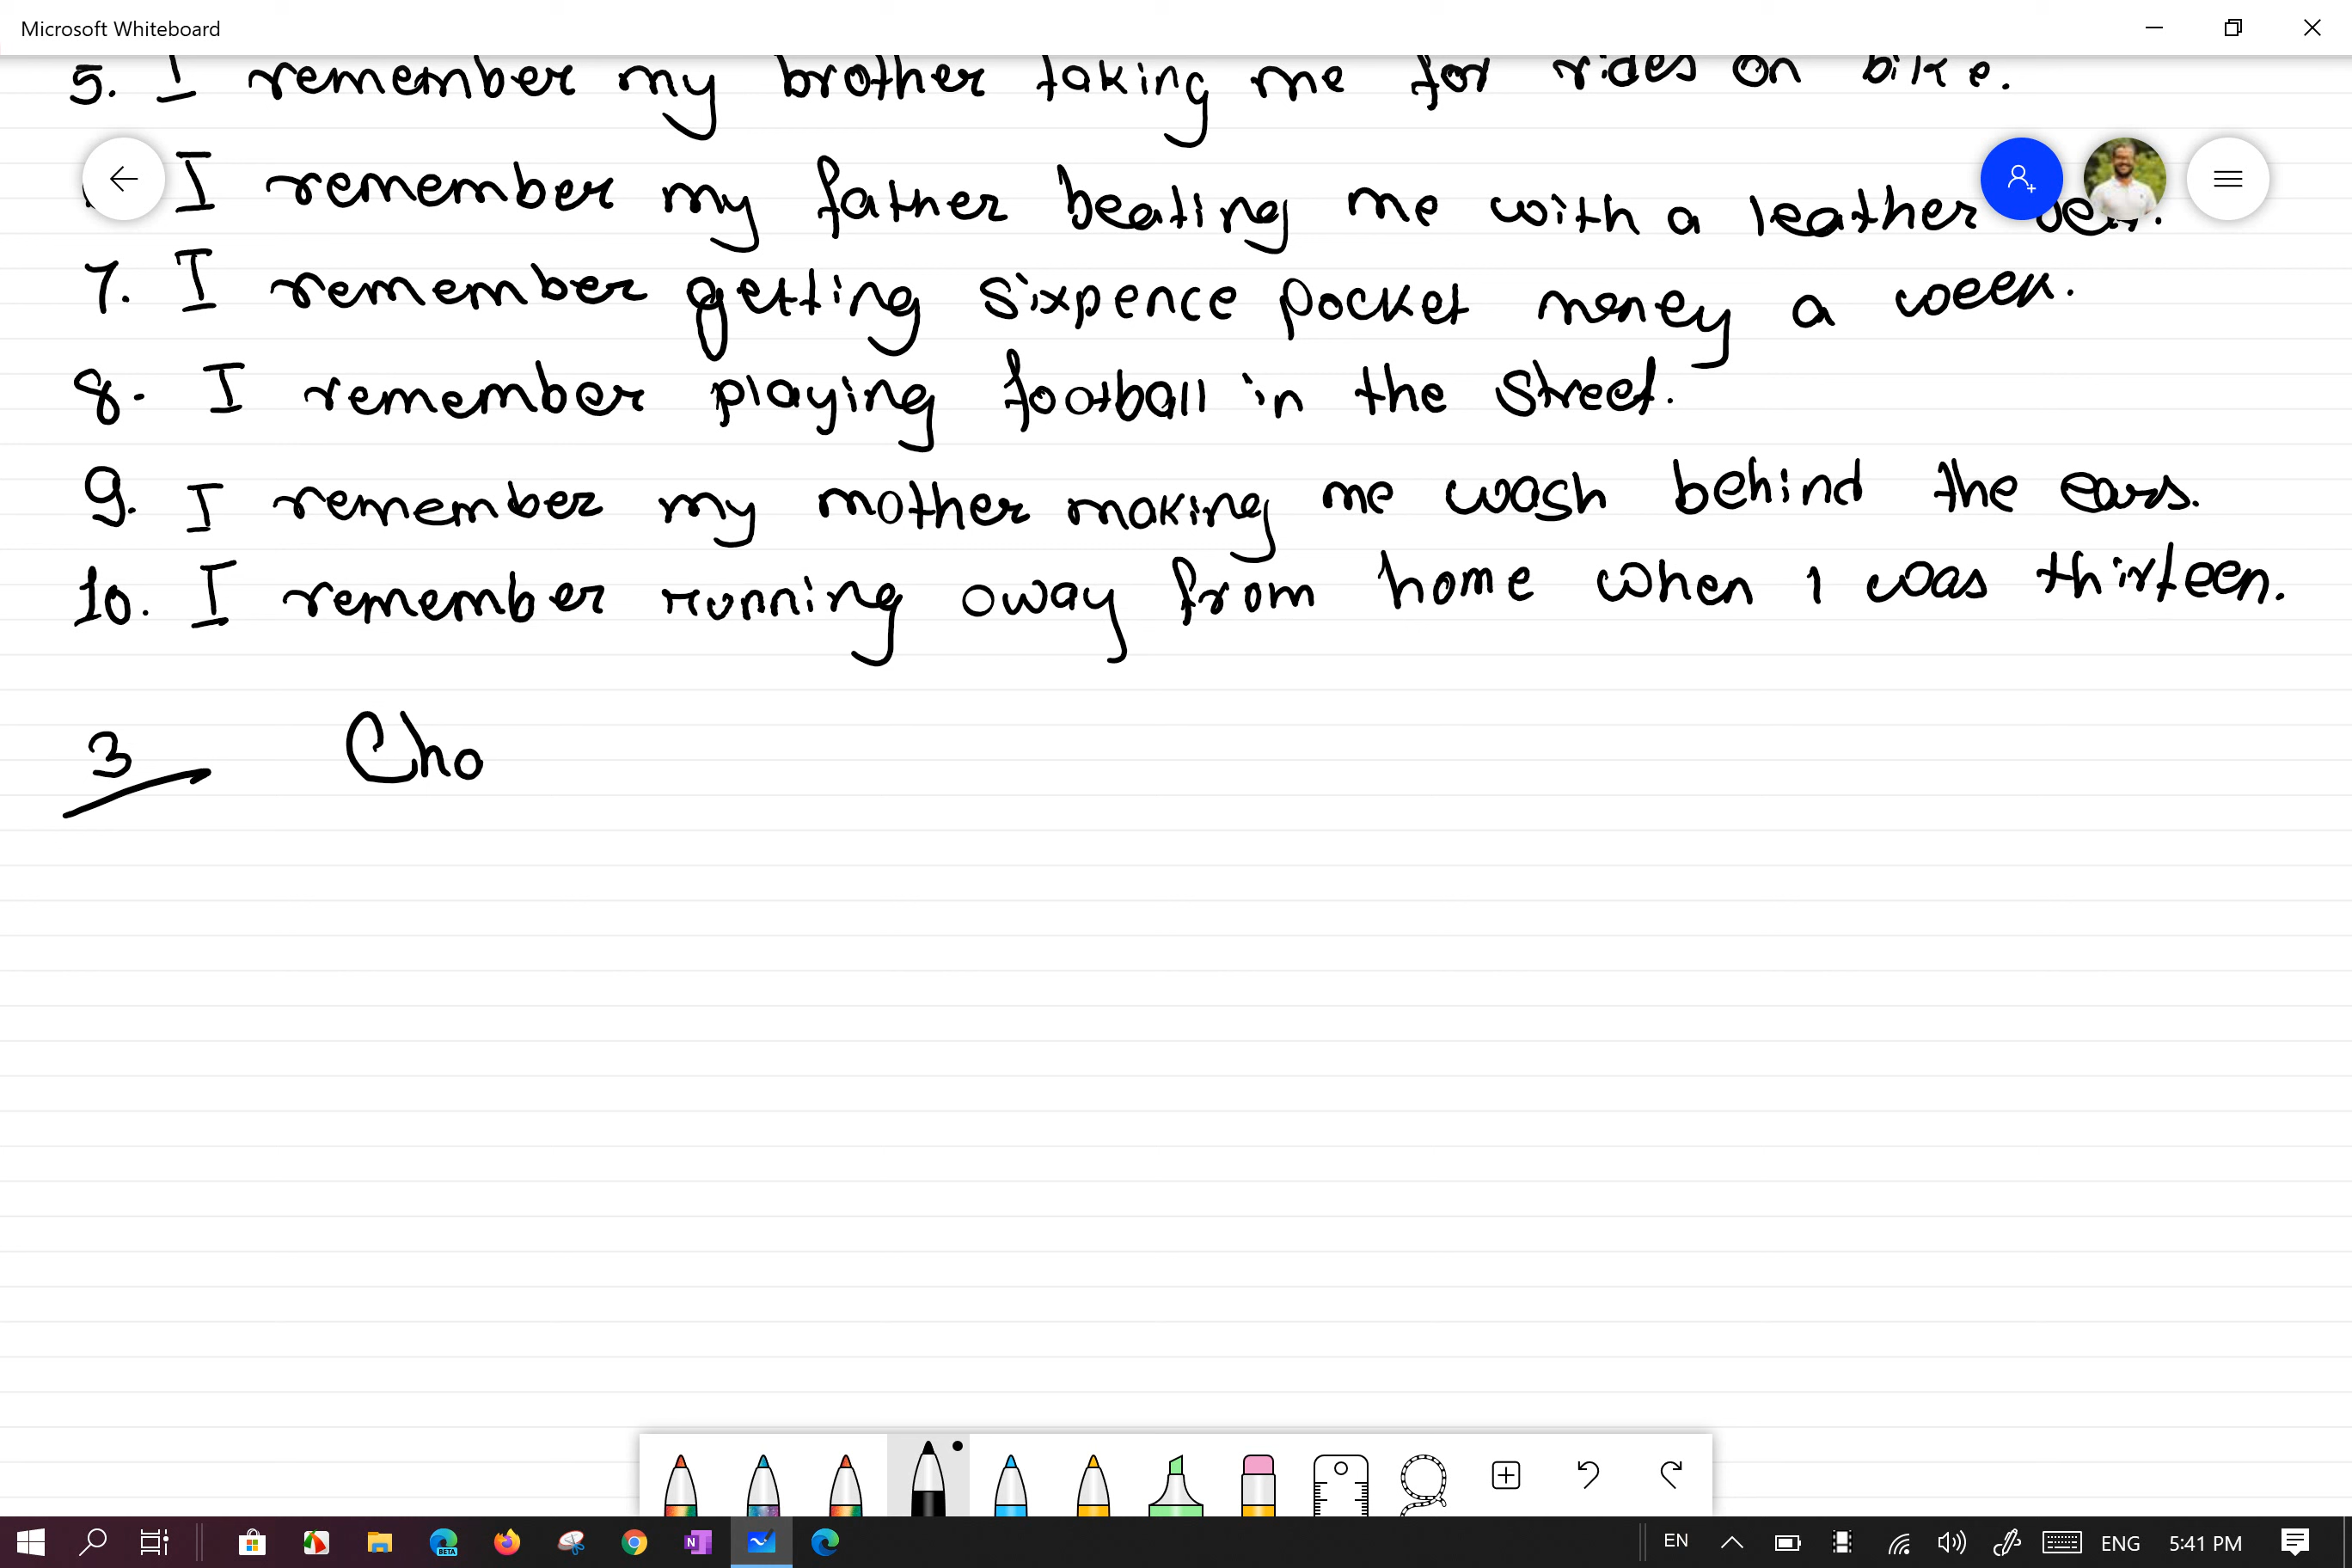 Microsoft Whiteboard
5. I remember my brother taking me for rides on bike.
I remember my father beating me with a leather
7. I remember getting sixpence pocket money a week.
8. I remember playing football in the street.
9. I remember my mother making me wash behind the ears.
10. I remember running away from home when I was thirteen.
3 Cho
BETA
N
EN
ENG
5:41 PM